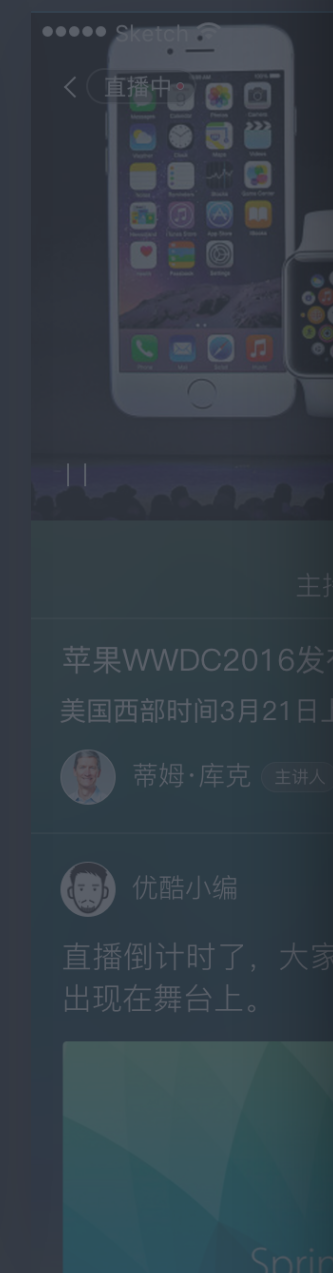 Sketch
直播中
主
苹果WWDC2016发
美国西部时间3月21日上
蒂姆·库克 主讲人
优酷小编
直播倒计时了，大家
出现在舞台上。
Sprin